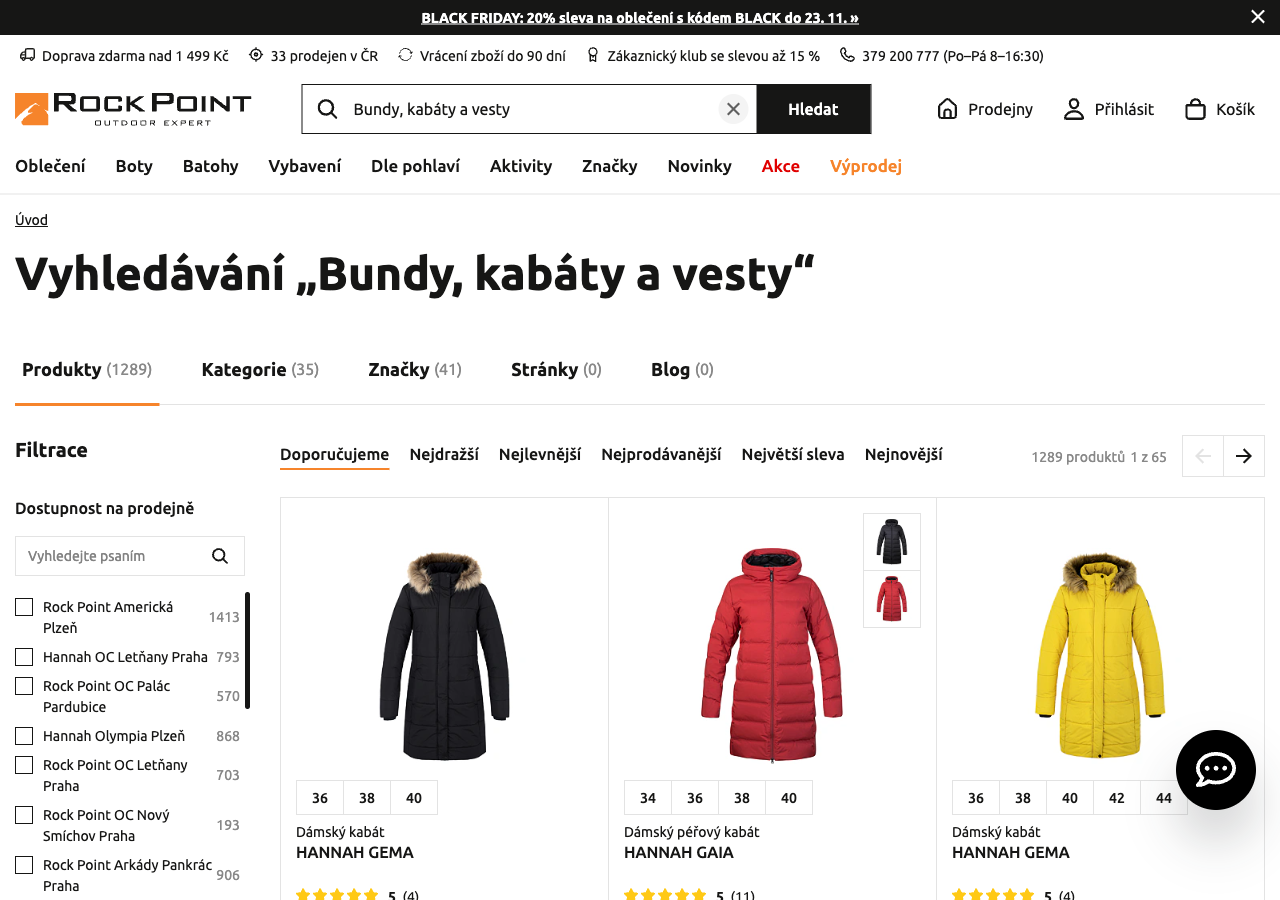 BLACK FRIDAY: 20% sleva na oblečení s kódem BLACK do 23. 11. »
Doprava zdarma nad 1 499 Kč
33 prodejen v ČR
Vrácení zboží do 90 dní
Zákaznický klub se slevou až 15 %
379 200 777 (Po–Pá 8–16:30)
ROCK POINT
OUTDOOR EXPERT
Bundy, kabáty a vesty
Hledat
Prodejny
Přihlásit
Košík
Oblečení
Boty
Batohy
Vybavení
Dle pohlaví
Aktivity
Značky
Novinky
Akce
Výprodej
Úvod
Vyhledávání „Bundy, kabáty a vesty“
Produkty (1289)
Kategorie (35)
Značky (41)
Stránky (0)
Blog (0)
Filtrace
Dostupnost na prodejně
Vyhledejte psaním
Rock Point Americká
Plzeň
1413
Hannah OC Letňany Praha 793
Rock Point OC Palác
Pardubice
570
Hannah Olympia Plzeň 868
Rock Point OC Letňany
Praha
703
Rock Point OC Nový
Smíchov Praha
193
Rock Point Arkády Pankrác
Praha
906
Doporučujeme
Nejdražší
Nejlevnější
Nejprodávanější
Největší sleva
Nejnovější
1289 produktů 1 z 65
36 38 40
Dámský kabát
HANNAH GEMA
5 (4)
34 36 38 40
Dámský péřový kabát
HANNAH GAIA
5 (11)
36 38 40 42 44
Dámský kabát
HANNAH GEMA
5 (4)